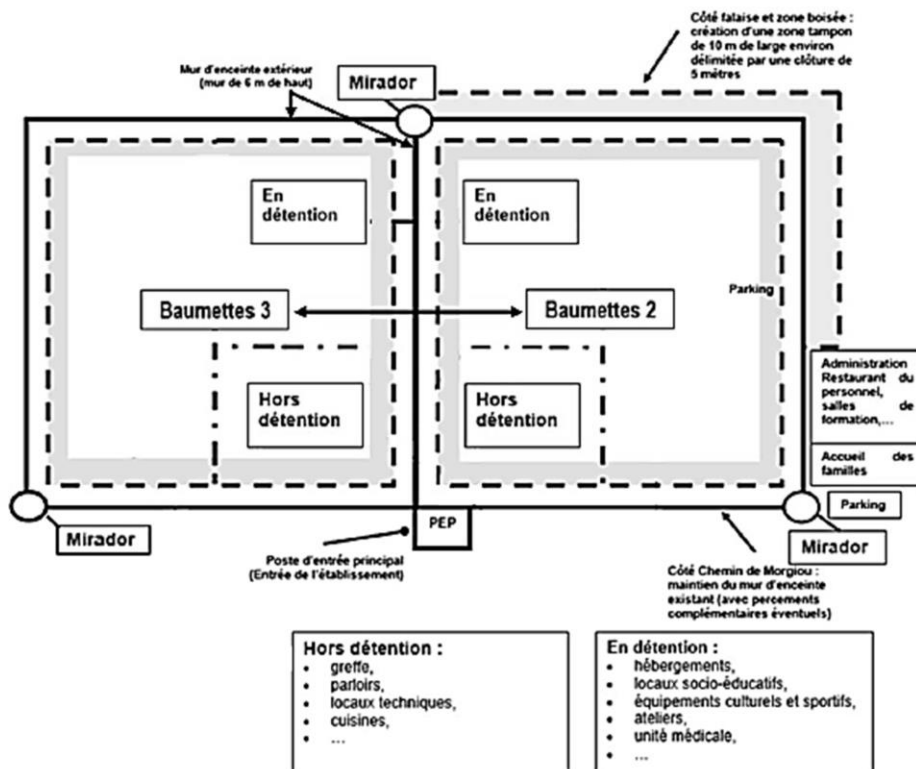 Côté falaise et zone boisée :
création d'une zone tampon
de 10 m de large environ
délimitée par une clôture de
5 mètres
Mur d'enceinte extérieur
(mur de 6 m de haut)
Mirador
En
détention
En
détention
Parking
Baumettes 3
Baumettes 2
Hors
détention
Hors
détention
Administration
Restaurant du
personnel,
salles de
formation,...
Accueil des
familles
Parking
Mirador
PEP
Mirador
Poste d'entrée principal
(Entrée de l'établissement)
Côté Chemin de Morgiou :
maintien du mur d'enceinte
existant (avec percements
complémentaires éventuels)
Hors détention :
• greffe,
• parloirs,
• locaux techniques,
• cuisines,
• ...
En détention :
• hébergements,
• locaux socio-éducatifs,
• équipements culturels et sportifs,
• ateliers,
• unité médicale,
• ...